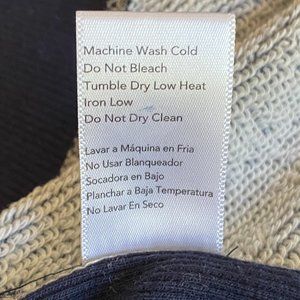 Machine Wash Cold
Do Not Bleach
Tumble Dry Low Heat
Iron Low
Do Not Dry Clean
Lavar a Máquina en Fria
No Usar Blanqueador
Socadora en Bajo
Planchar a Baja Temperatura
No Lavar En Seco